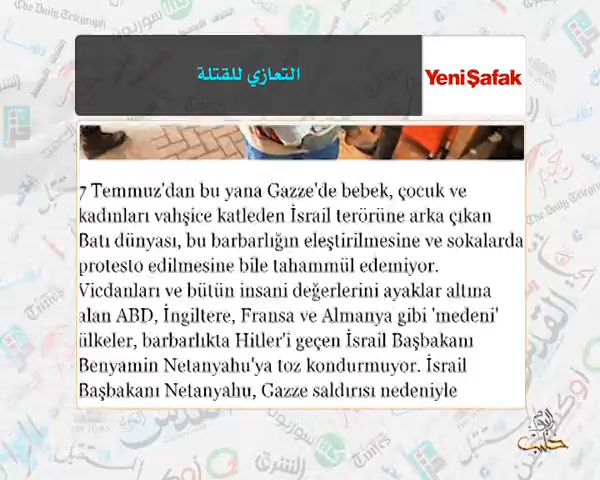 التعازي للقتلة
YeniŞafak
7 Temmuz'dan bu yana Gazze'de bebek, çocuk ve
kadınları vahşice katleden İsrail terörüne arka çıkan
Batı dünyası, bu barbarlığın eleştirilmesine ve sokalarda
protesto edilmesine bile tahammül edemiyor.
Vicdanları ve bütün insani değerlerini ayaklar altına
alan ABD, İngiltere, Fransa ve Almanya gibi 'medeni'
ülkeler, barbarlıkta Hitler'i geçen İsrail Başbakanı
Benyamin Netanyahu'ya toz kondurmuyor. İsrail
Başbakanı Netanyahu, Gazze saldırısı nedeniyle
حلب اليوم